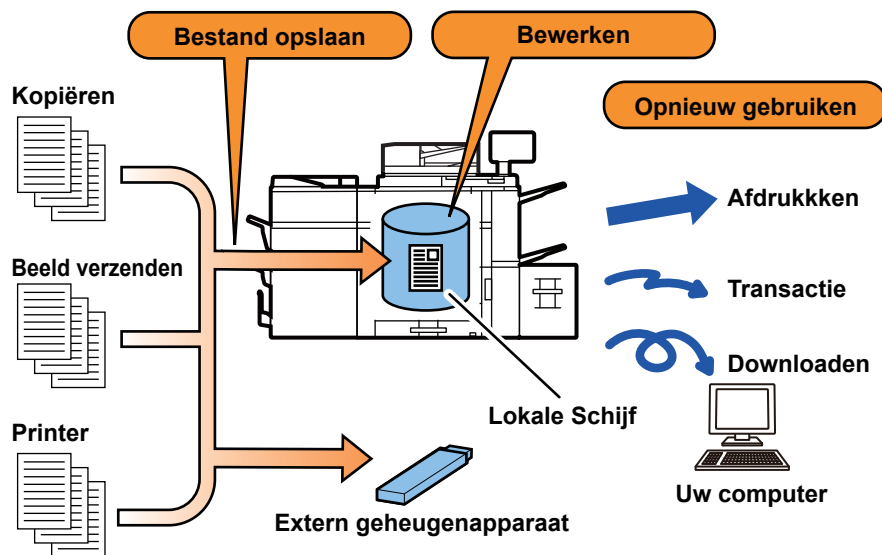 Bestand opslaan
Bewerken
Kopiëren
Opnieuw gebruiken
Afdrukkken
Beeld verzenden
Transactie
Downloaden
Lokale Schijf
Printer
Uw computer
Extern geheugenapparaat